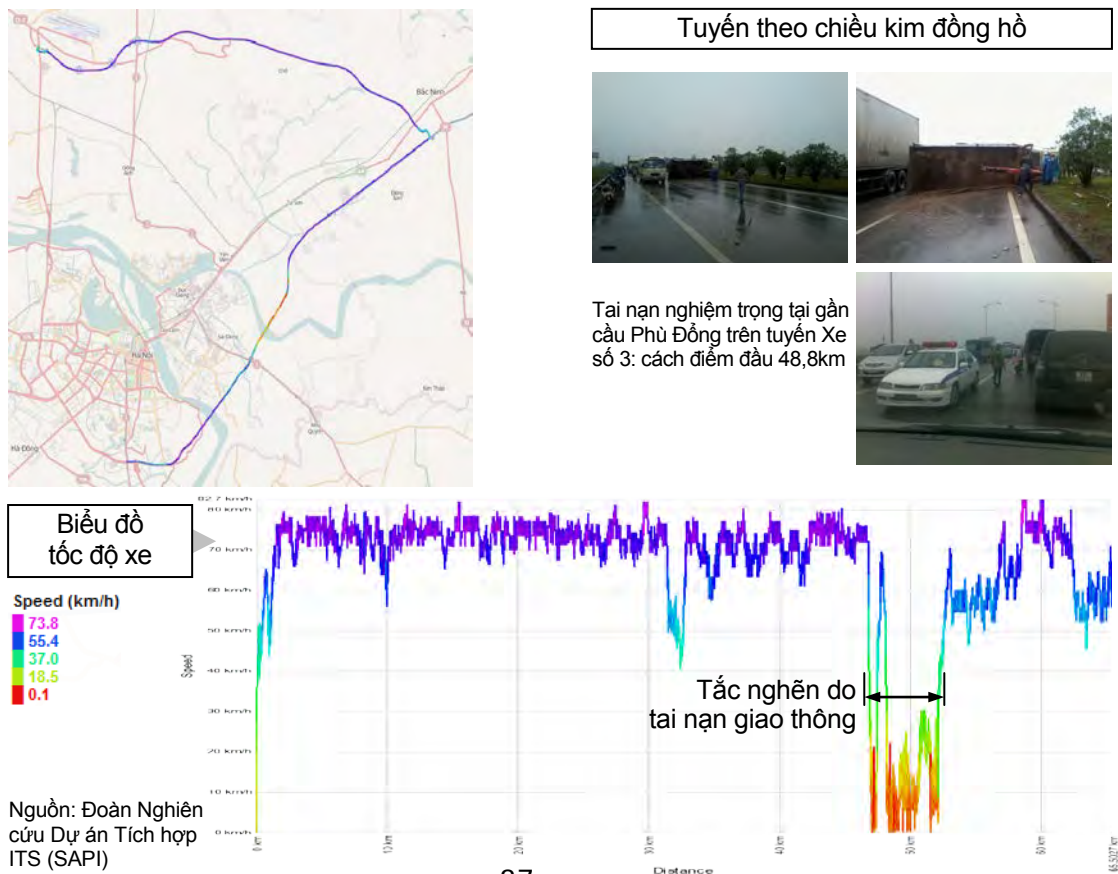 Tuyến theo chiều kim đồng hồ
Bắc Ninh
Hà Nội
Hà Đông
Tai nạn nghiệm trọng tại gần
cầu Phù Đổng trên tuyến Xe
số 3: cách điểm đầu 48,8km
Biểu đồ
tốc độ xe
Speed (km/h)
73.8
55.4
37.0
18.5
0.1
82.7 km/h
80 km/h
70 km/h
60 km/h
50 km/h
40 km/h
30 km/h
20 km/h
10 km/h
0 km/h
Speed
Tắc nghẽn do
tai nạn giao thông
0 km
10 km
20 km
30 km
40 km
50 km
60 km
Distance
Nguồn: Đoàn Nghiên
cứu Dự án Tích hợp
ITS (SAPI)